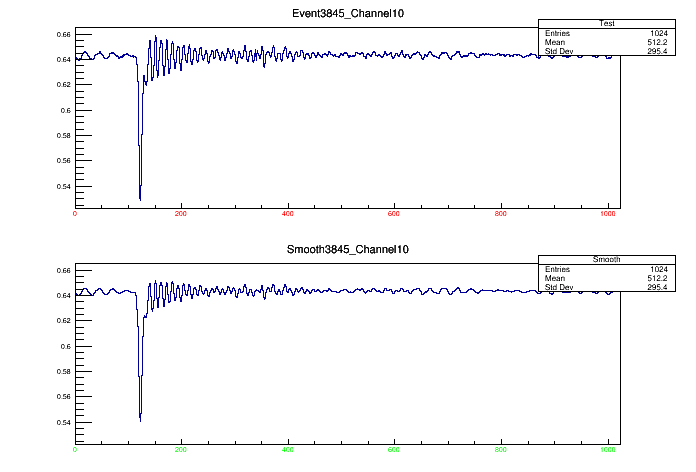 Event3845_Channel10
Test
Entries 1024
Mean 512.2
Std Dev 295.4
0.66
0.64
0.62
0.6
0.58
0.56
0.54
0 200 400 600 800 1000
Smooth3845_Channel10
Smooth
Entries 1024
Mean 512.2
Std Dev 295.4
0.66
0.64
0.62
0.6
0.58
0.56
0.54
0 200 400 600 800 1000